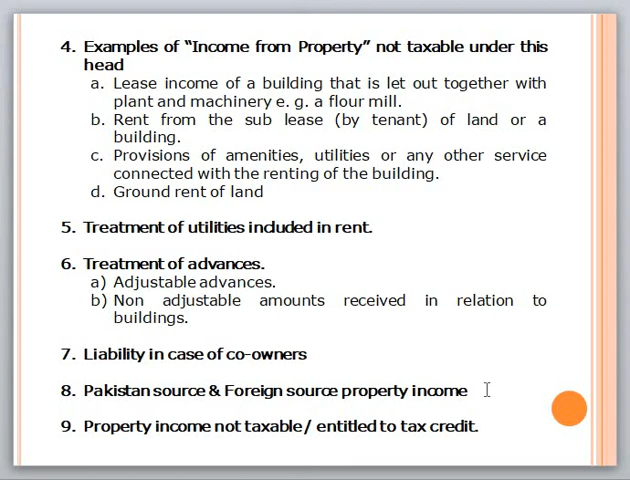 4. Examples of “Income from Property” not taxable under this
head
a. Lease income of a building that is let out together with
plant and machinery e. g. a flour mill.
b. Rent from the sub lease (by tenant) of land or a
building.
c. Provisions of amenities, utilities or any other service
connected with the renting of the building.
d. Ground rent of land
5. Treatment of utilities included in rent.
6. Treatment of advances.
a) Adjustable advances.
b) Non adjustable amounts received in relation to
buildings.
7. Liability in case of co-owners
8. Pakistan source & Foreign source property income
9. Property income not taxable/ entitled to tax credit.